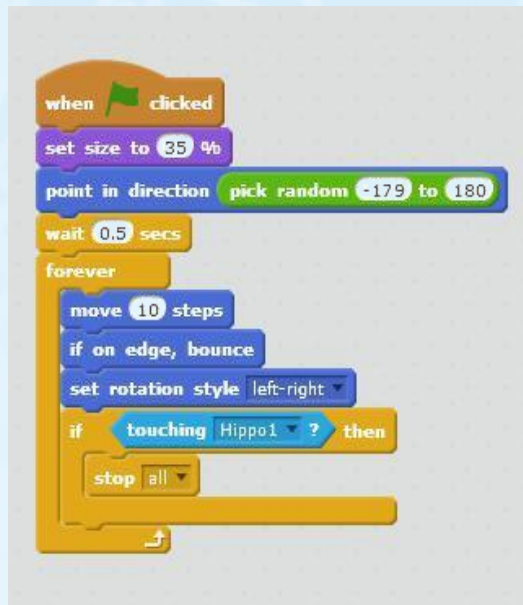 when clicked
set size to 35 %
point in direction pick random -179 to 180
wait 0.5 secs
forever
move 10 steps
if on edge, bounce
set rotation style left-right
if touching Hippo1 ? then
stop all